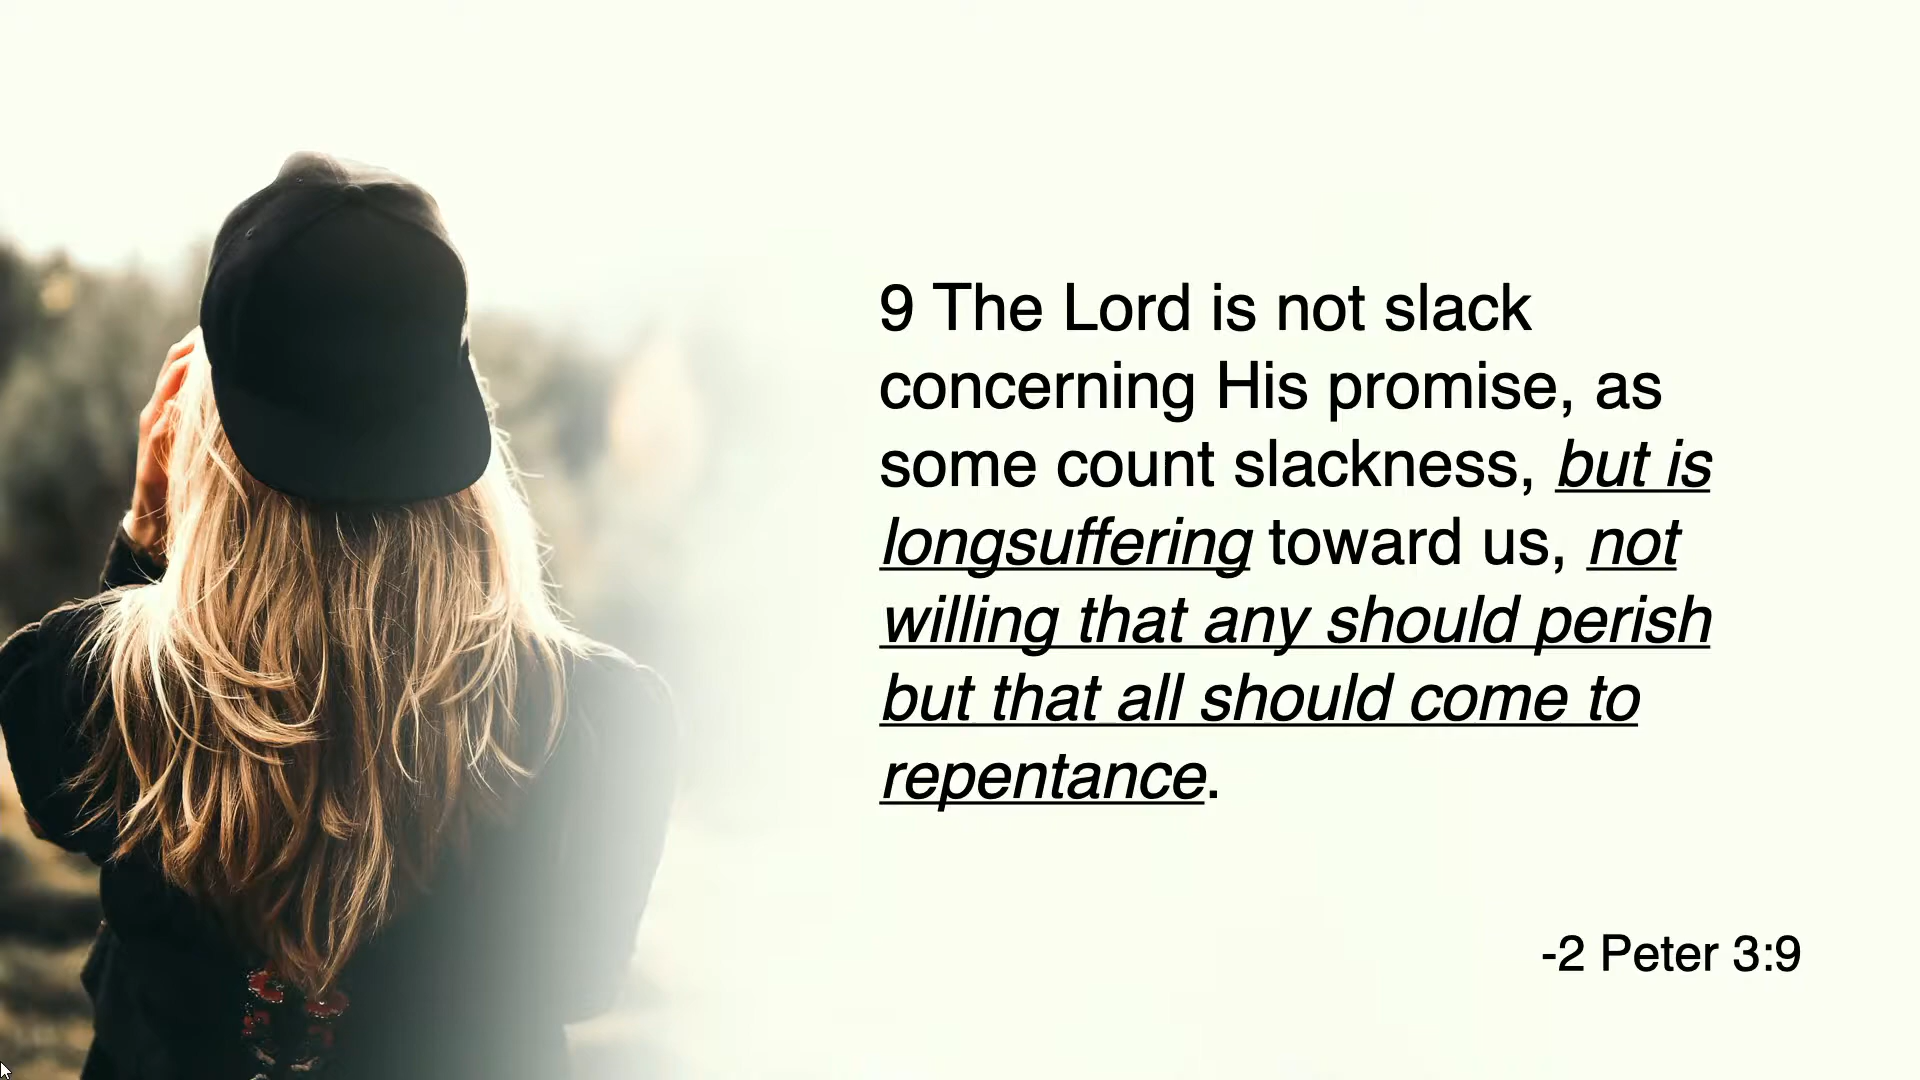 9 The Lord is not slack
concerning His promise, as
some count slackness, but is
longsuffering toward us, not
willing that any should perish
but that all should come to
repentance.
-2 Peter 3:9